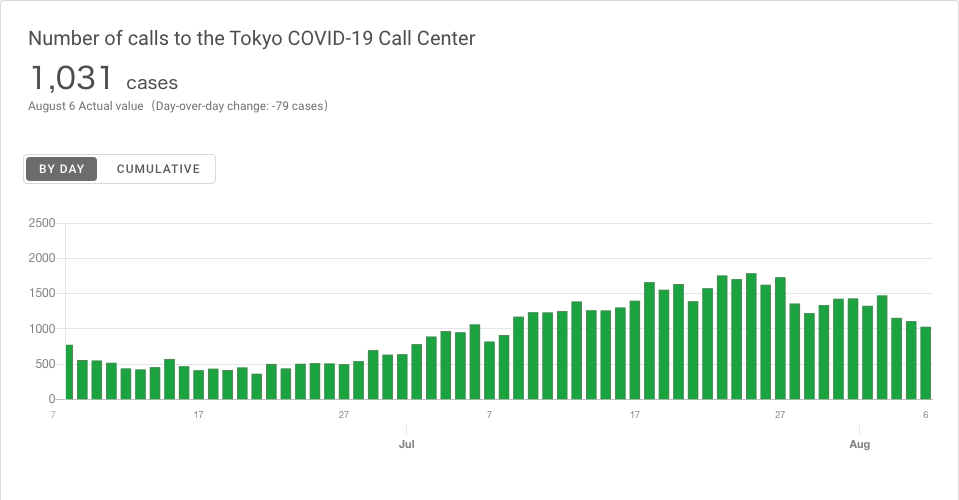 Number of calls to the Tokyo COVID-19 Call Center
1,031 cases
August 6 Actual value（Day-over-day change: -79 cases）
BY DAY CUMULATIVE
2500
2000
1500
1000
500
0
7 17 27 7 17 27 6
Jul Aug